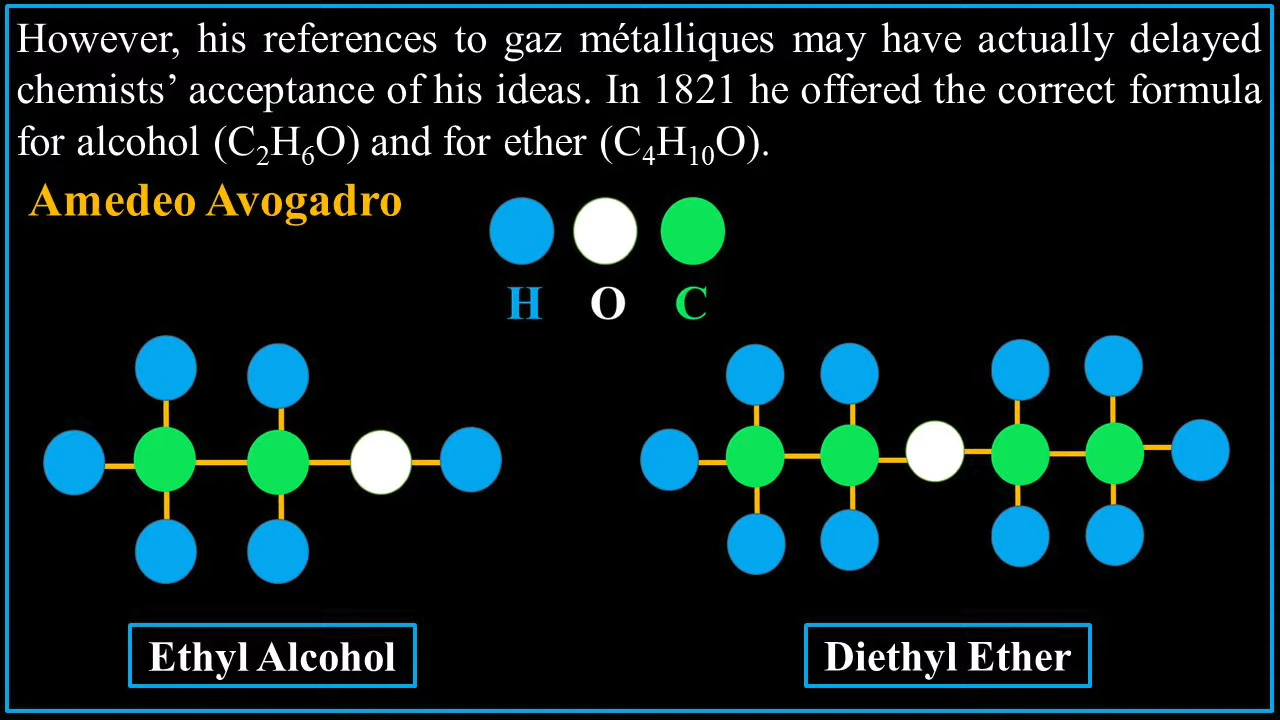 However, his references to gaz métalliques may have actually delayed
chemists’ acceptance of his ideas. In 1821 he offered the correct formula
for alcohol (C₂H₆O) and for ether (C₄H₁₀O).
Amedeo Avogadro
H O C
Ethyl Alcohol
Diethyl Ether